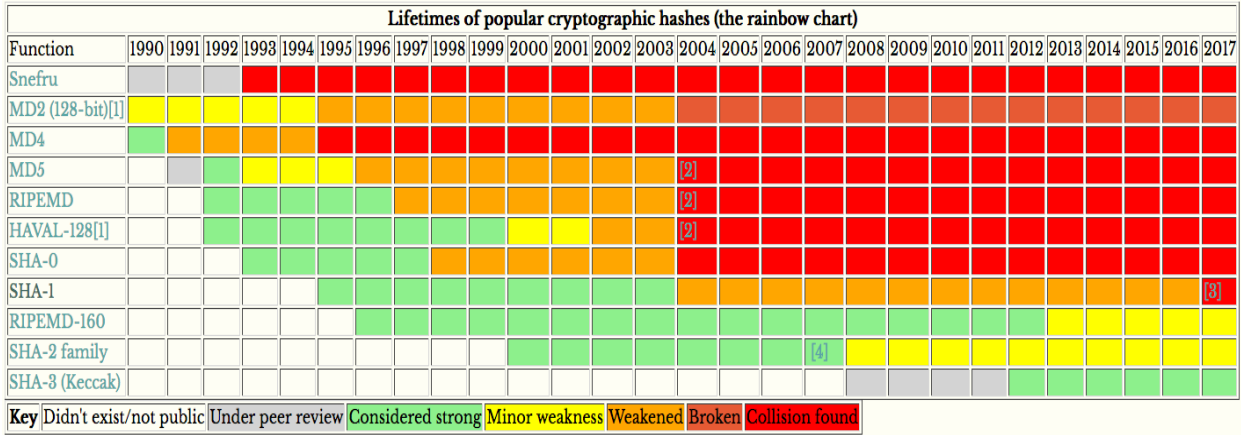 Lifetimes of popular cryptographic hashes (the rainbow chart)
Function 1990 1991 1992 1993 1994 1995 1996 1997 1998 1999 2000 2001 2002 2003 2004 2005 2006 2007 2008 2009 2010 2011 2012 2013 2014 2015 2016 2017
Snefru
MD2 (128-bit)[1]
MD4
MD5 [2]
RIPEMD [2]
HAVAL-128[1] [2]
SHA-0
SHA-1 [3]
RIPEMD-160
SHA-2 family [4]
SHA-3 (Keccak)
Key Didn't exist/not public Under peer review Considered strong Minor weakness Weakened Broken Collision found